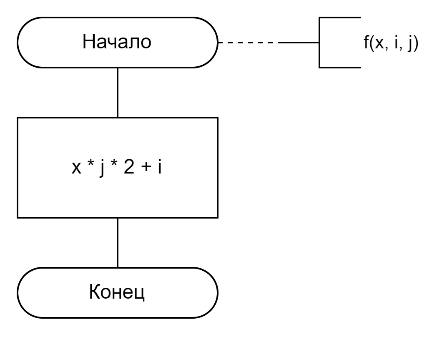 Начало
f(x, i, j)
x * j * 2 + i
Конец